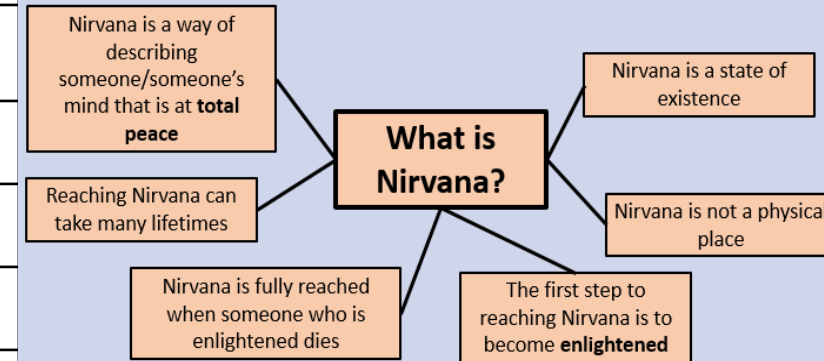 Nirvana is a way of
describing
someone/someone's
mind that is at total
peace
Nirvana is a state of
existence
What is
Nirvana?
Reaching Nirvana can
take many lifetimes
Nirvana is not a physical
place
Nirvana is fully reached
when someone who is
enlightened dies
The first step to
reaching Nirvana is to
become enlightened